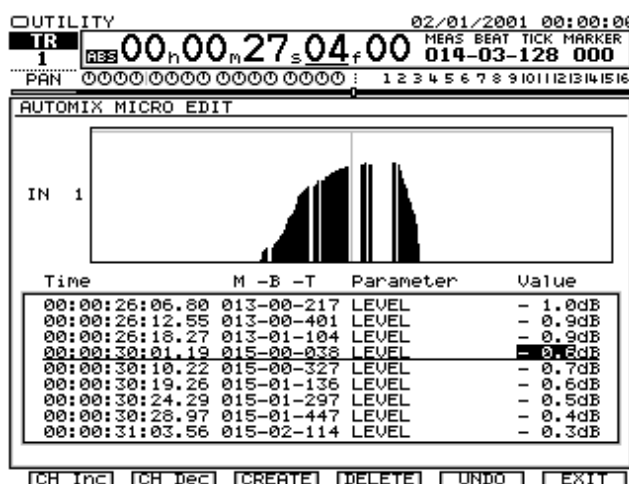 UTILITY 02/01/2001 00:00:00
TR 1 ABS 00h00m27s04f00 MEAS BEAT TICK MARKER
014-03-128 000
PAN 1 2 3 4 5 6 7 8 9 10 11 12 13 14 15 16
AUTOMIX MICRO EDIT
IN 1
Time M -B -T Parameter Value
00:00:26:06.80 013-00-217 LEVEL - 1.0dB
00:00:26:12.55 013-00-401 LEVEL - 0.9dB
00:00:26:18.27 013-01-104 LEVEL - 0.9dB
00:00:30:01.19 015-00-038 LEVEL - 0.6dB
00:00:30:10.22 015-00-327 LEVEL - 0.7dB
00:00:30:19.26 015-01-136 LEVEL - 0.6dB
00:00:30:24.29 015-01-297 LEVEL - 0.5dB
00:00:30:28.97 015-01-447 LEVEL - 0.4dB
00:00:31:03.56 015-02-114 LEVEL - 0.3dB
CH Inc CH Dec CREATE DELETE UNDO EXIT